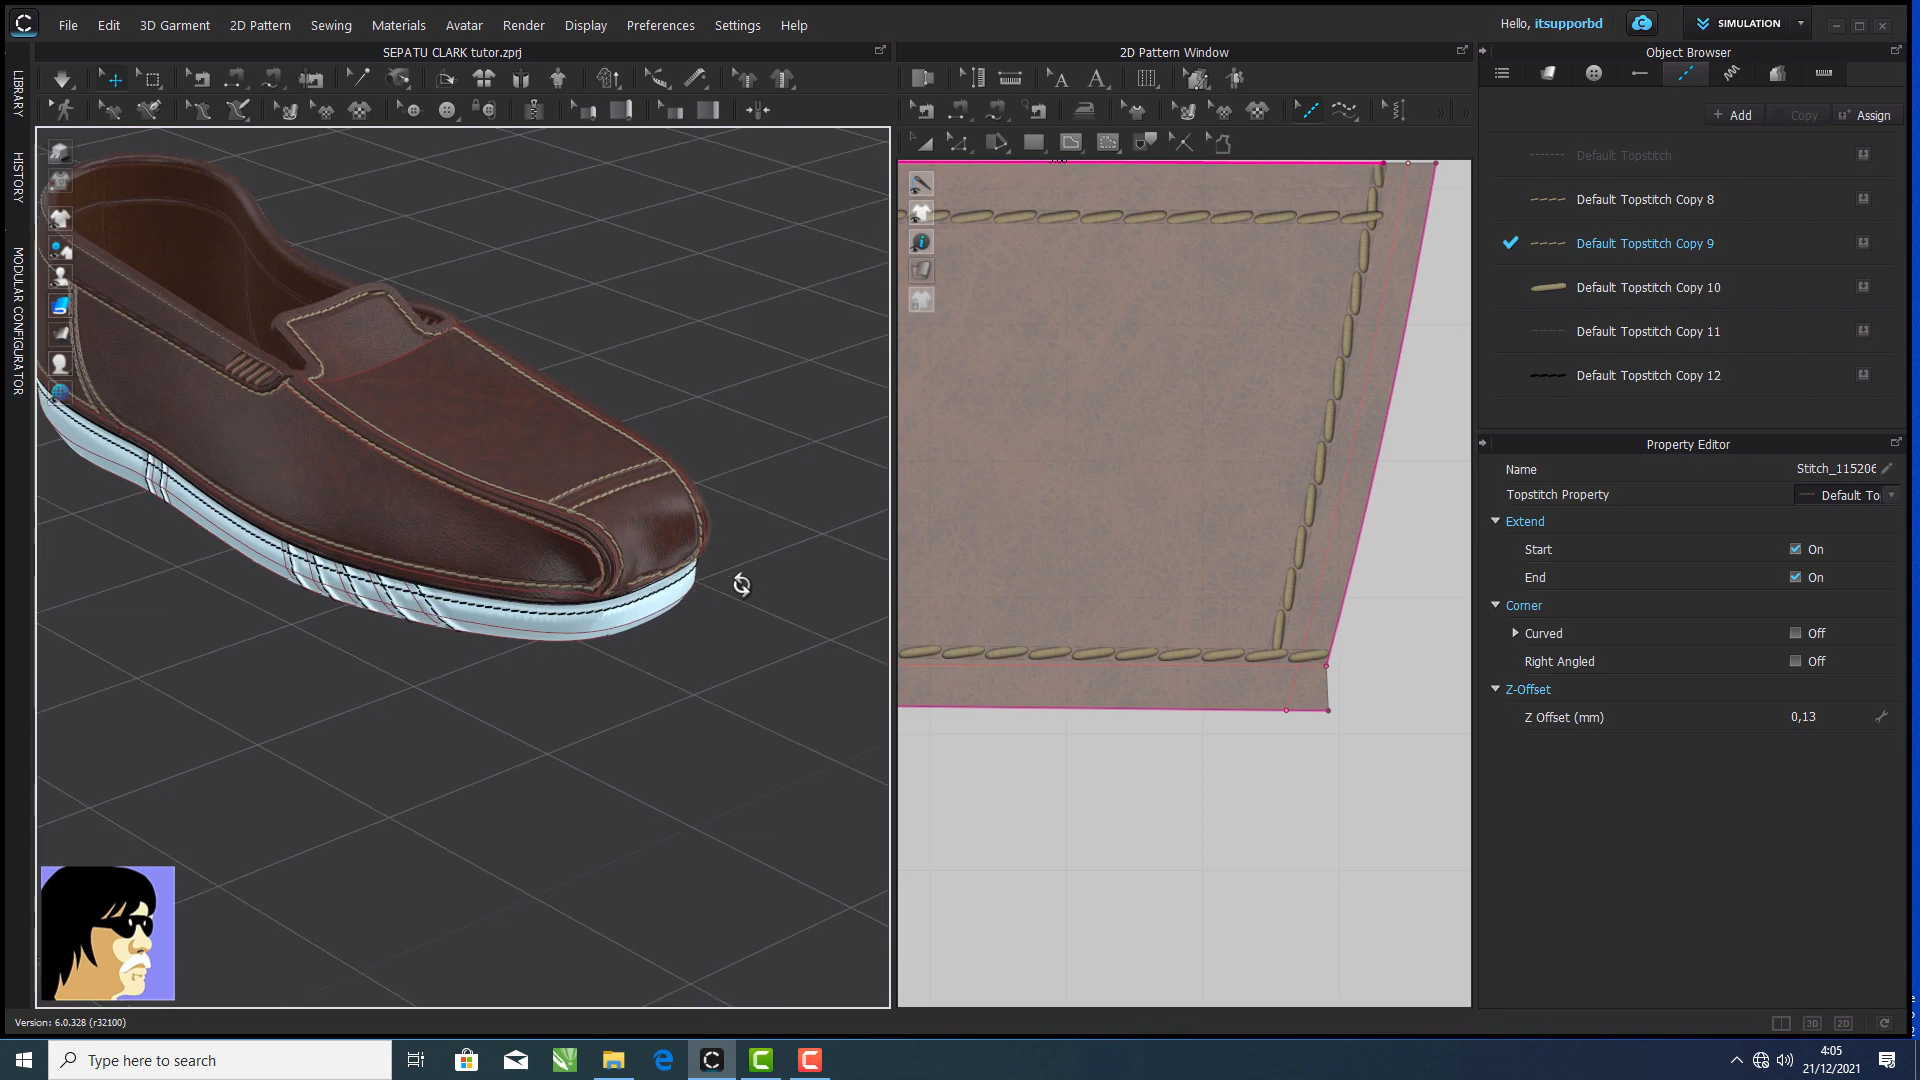 File Edit 3D Garment 2D Pattern Sewing Materials Avatar Render Display Preferences Settings Help
Hello, itsupporbd
SIMULATION
SEPATU CLARK tutor.zprj
2D Pattern Window
Object Browser
LIBRARY
HISTORY
MODULAR CONFIGURATOR
+ Add
Copy
Assign
Default Topstitch
Default Topstitch Copy 8
Default Topstitch Copy 9
Default Topstitch Copy 10
Default Topstitch Copy 11
Default Topstitch Copy 12
Property Editor
Name Stitch_115206
Topstitch Property Default To
Extend
Start On
End On
Corner
Curved Off
Right Angled Off
Z-Offset
Z Offset (mm) 0,13
Version: 6.0.328 (r32100)
3D 2D
Type here to search
4:05
21/12/2021